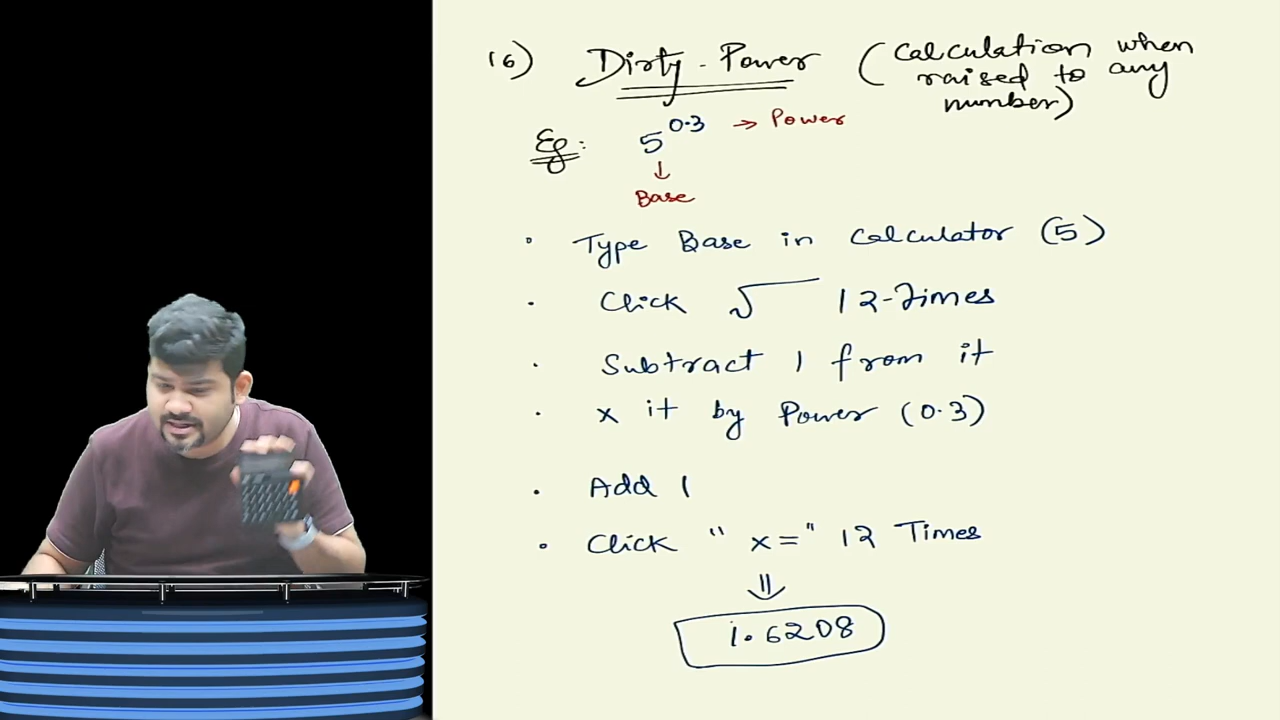 16) Dirty-Power (Calculation when
raised to any
number)
Eg: 5^0.3 → Power
↓
Base
• Type Base in Calculator (5)
• Click √ 12-Times
• Subtract 1 from it
• x it by Power (0.3)
• Add 1
• Click " x=" 12 Times
⇓
1.6208